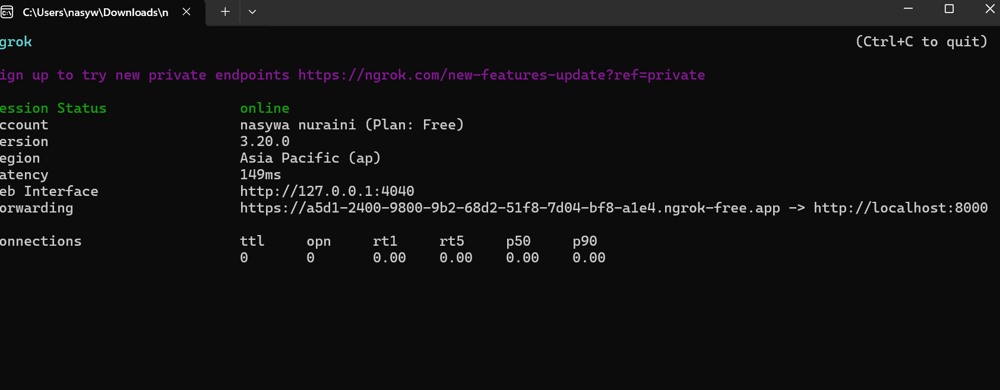 C:\Users\nasyw\Downloads\n
grok (Ctrl+C to quit)
ign up to try new private endpoints https://ngrok.com/new-features-update?ref=private
ession Status online
ccount nasywa nuraini (Plan: Free)
ersion 3.20.0
egion Asia Pacific (ap)
atency 149ms
eb Interface http://127.0.0.1:4040
orwarding https://a5d1-2400-9800-9b2-68d2-51f8-7d04-bf8-a1e4.ngrok-free.app -> http://localhost:8000
onnections ttl opn rt1 rt5 p50 p90
0 0 0.00 0.00 0.00 0.00